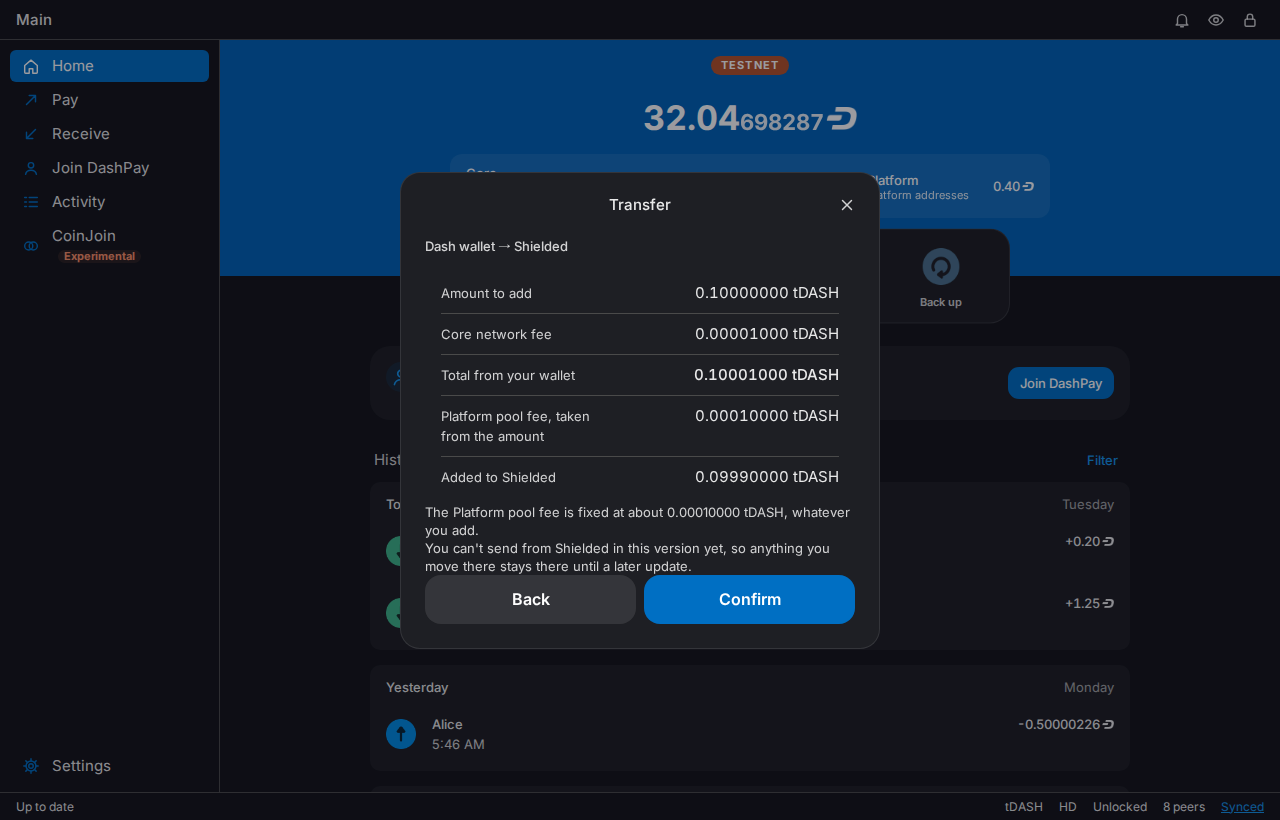 Main
Home
Pay
Receive
Join DashPay
Activity
CoinJoin
Experimental
Settings
TESTNET
32.04698287
Core
Platform
0.40
Platform addresses
Back up
Transfer
Dash wallet → Shielded
Amount to add 0.10000000 tDASH
Core network fee 0.00001000 tDASH
Total from your wallet 0.10001000 tDASH
Platform pool fee, taken 0.00010000 tDASH
from the amount
Added to Shielded 0.09990000 tDASH
The Platform pool fee is fixed at about 0.00010000 tDASH, whatever
you add.
You can't send from Shielded in this version yet, so anything you
move there stays there until a later update.
Back Confirm
Join DashPay
Filter
Tuesday
+0.20
+1.25
Yesterday Monday
Alice -0.50000226
5:46 AM
Up to date tDASH HD Unlocked 8 peers Synced